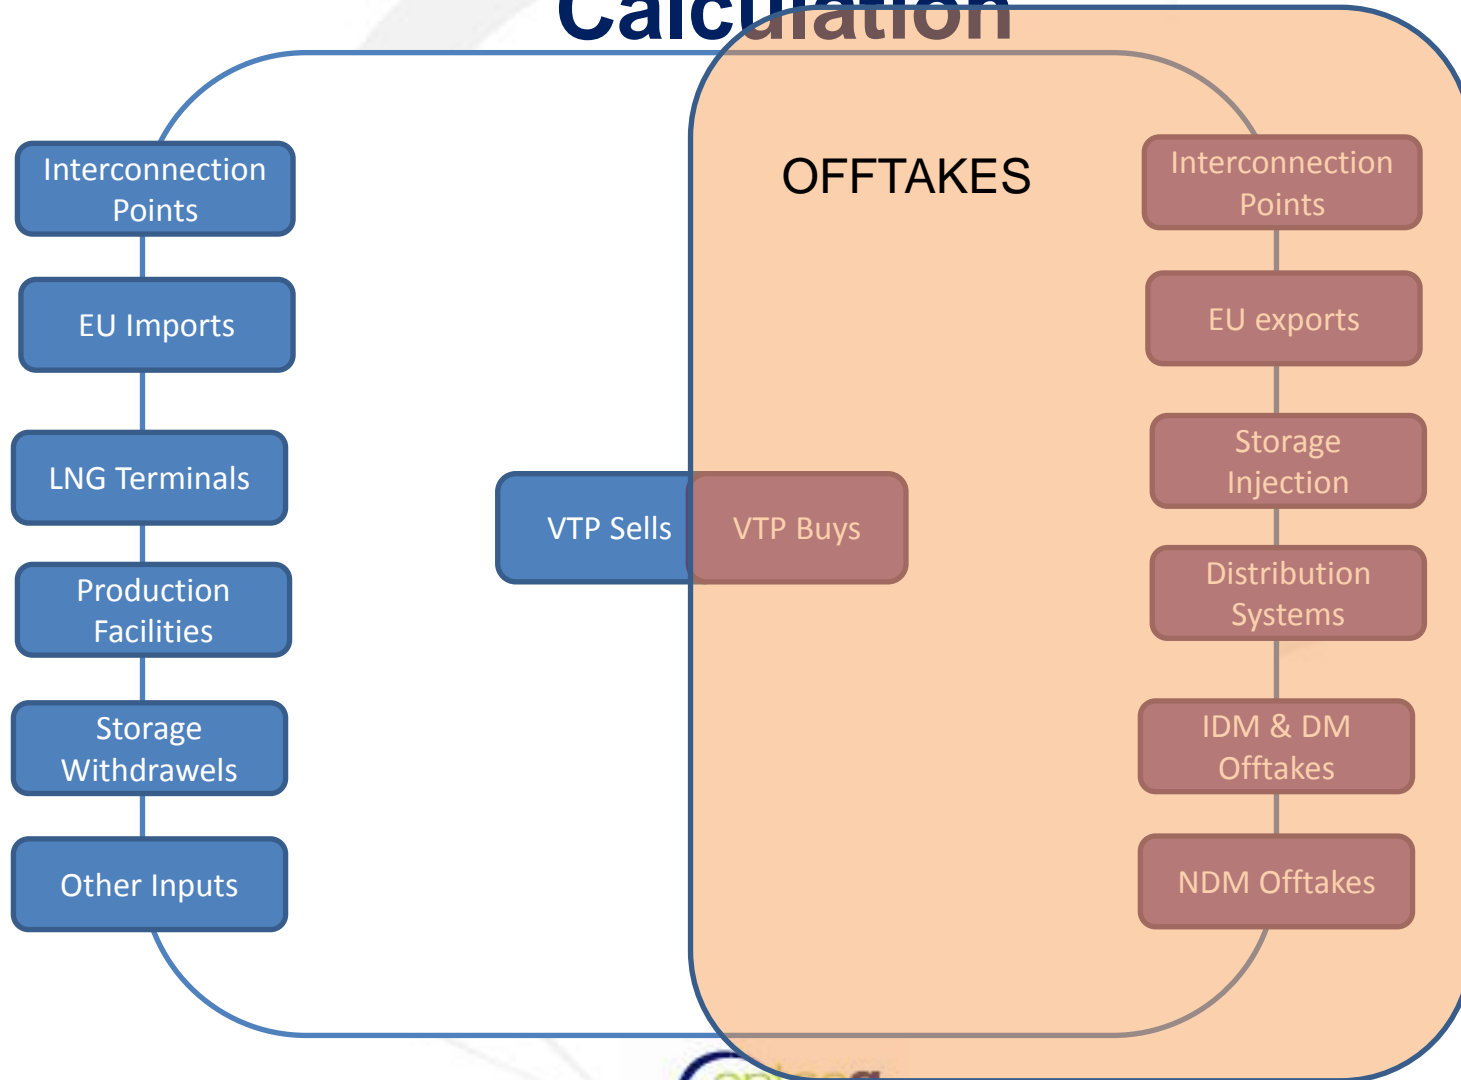 Calculation
OFFTAKES
Interconnection
Points
EU Imports
LNG Terminals
Production
Facilities
Storage
Withdrawels
Other Inputs
VTP Sells
VTP Buys
Interconnection
Points
EU exports
Storage
Injection
Distribution
Systems
IDM & DM
Offtakes
NDM Offtakes